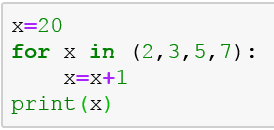 x=20
for x in (2,3,5,7):
    x=x+1
print(x)